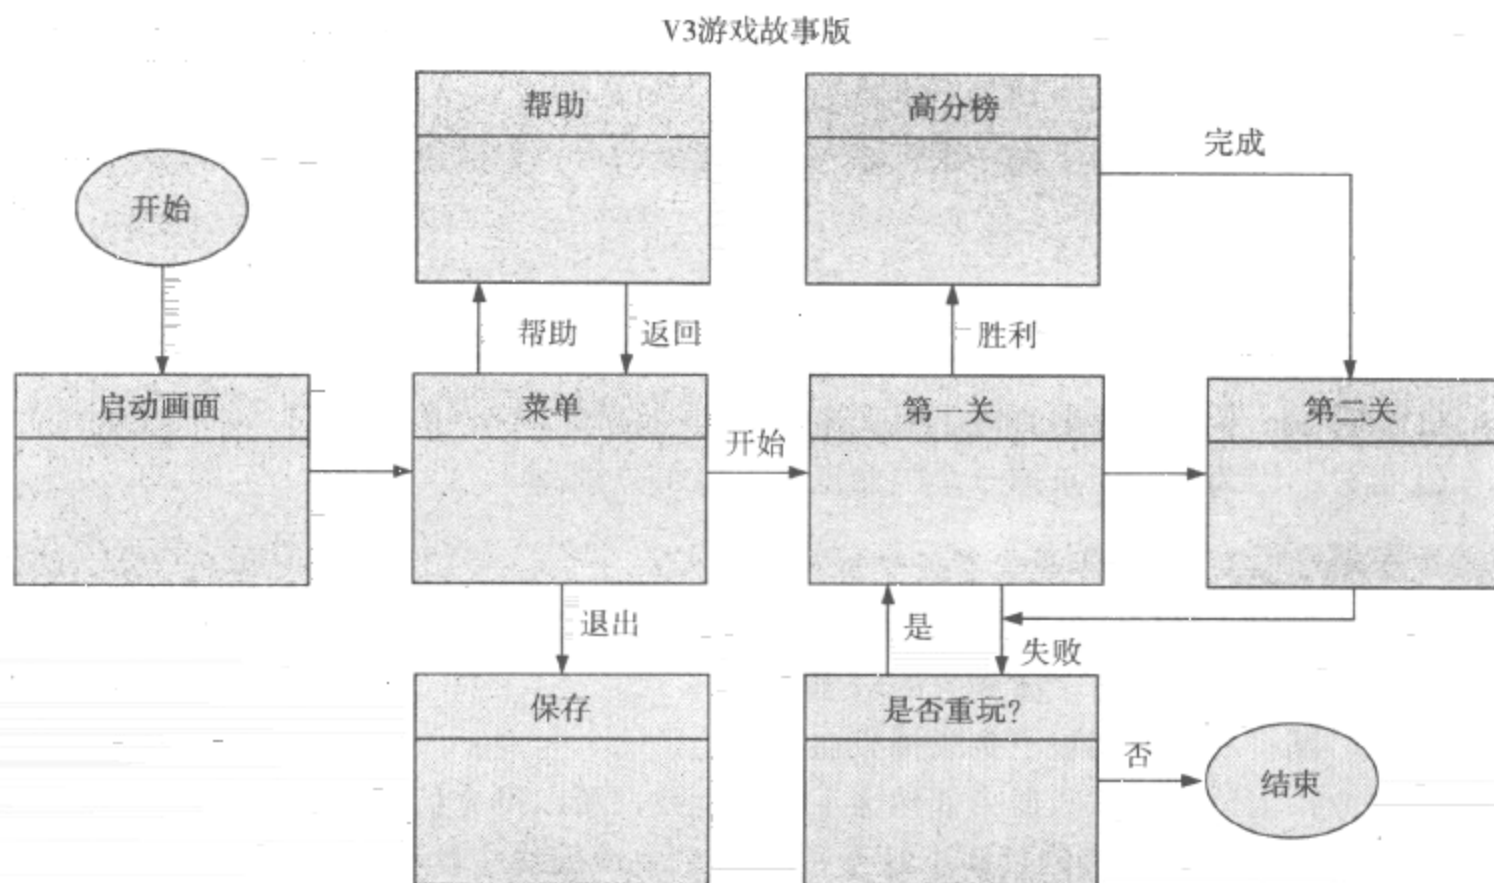 V3游戏故事版
帮助
高分榜
完成
开始
帮助
返回
胜利
启动画面
菜单
开始
第一关
第二关
退出
是
失败
保存
是否重玩?
否
结束